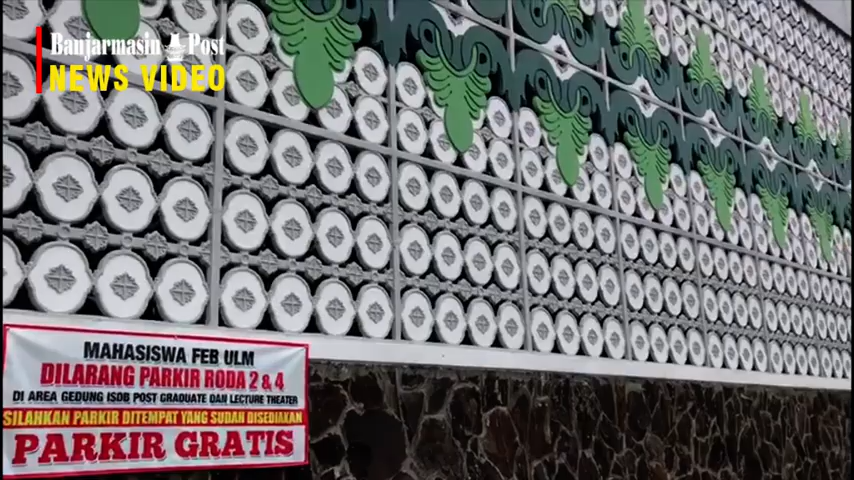 Banjarmasin Post
NEWS VIDEO
MAHASISWA FEB ULM
DILARANG PARKIR RODA 2 & 4
DI AREA GEDUNG ISDB POST GRADUATE DAN LECTURE THEATER
SILAHKAN PARKIR DITEMPAT YANG SUDAH DISEDIAKAN
PARKIR GRATIS